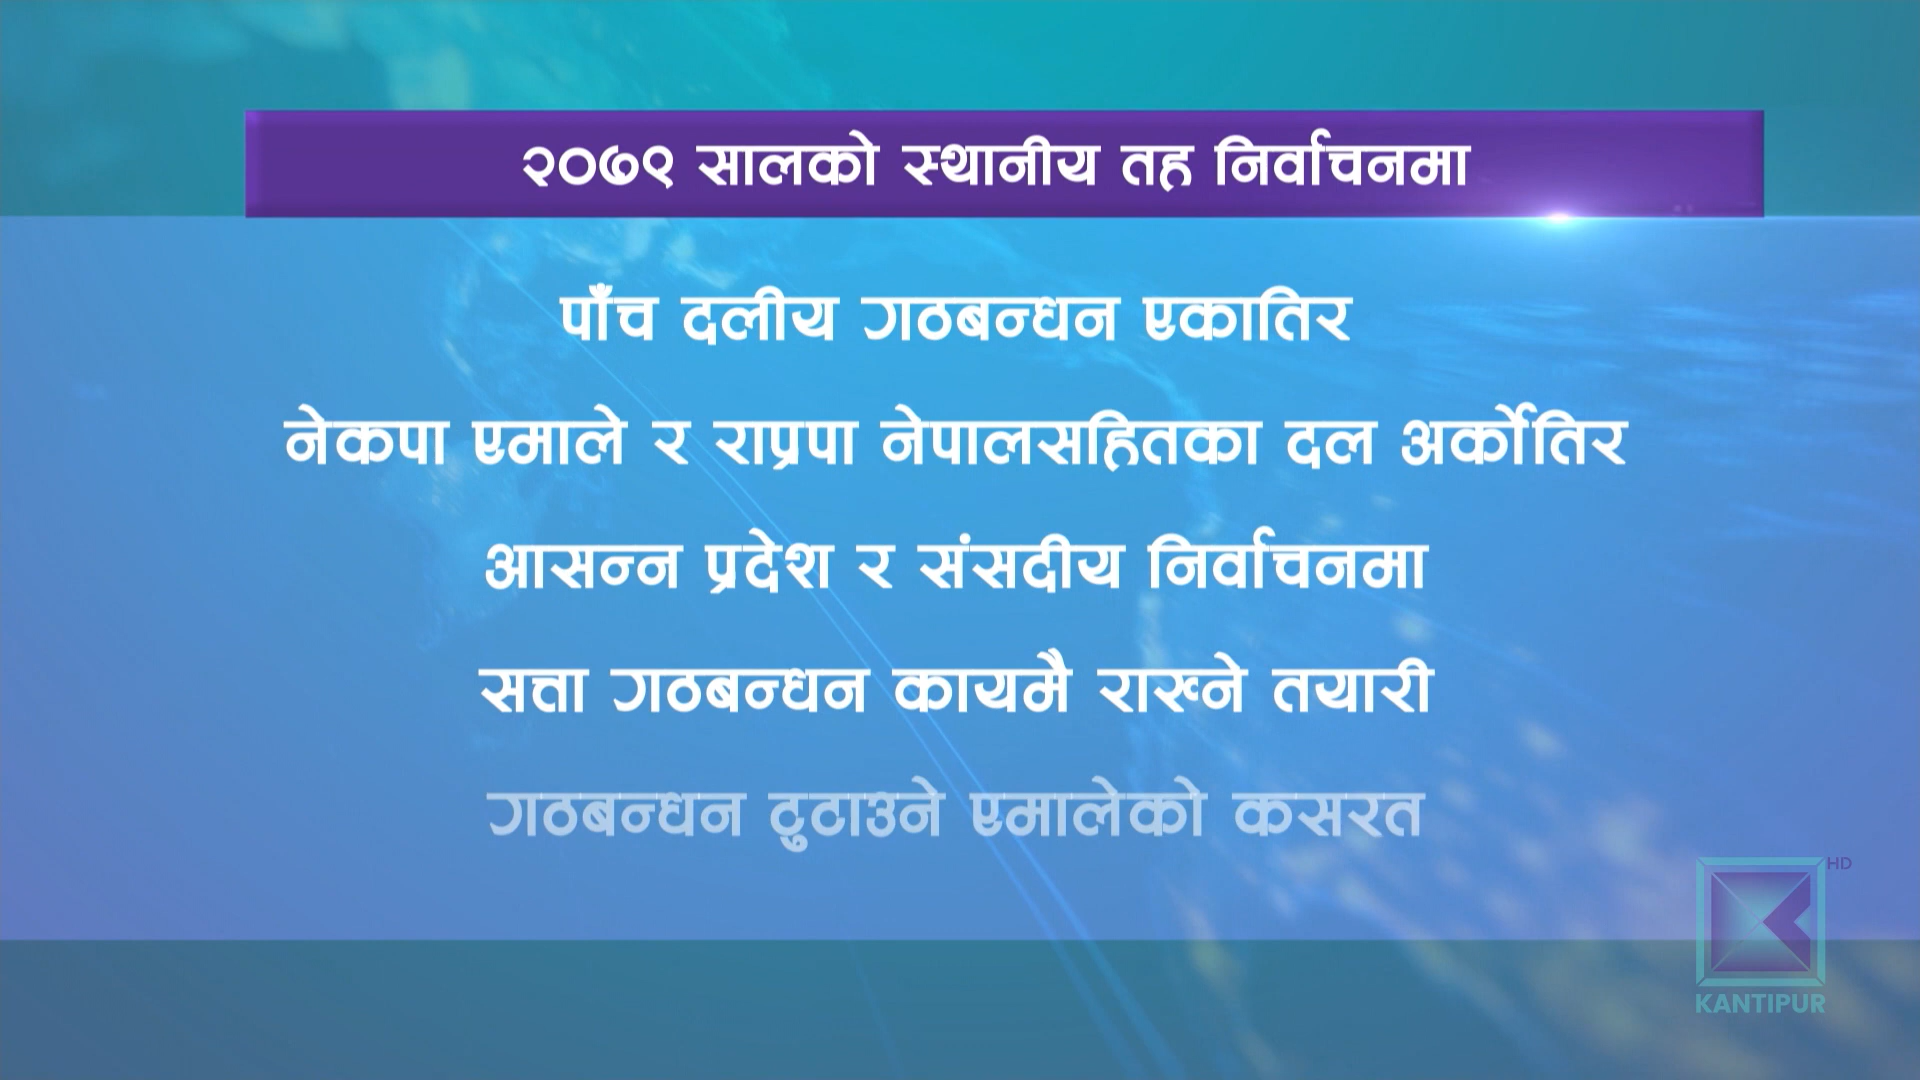 २०७९ सालको स्थानीय तह निर्वाचनमा
पाँच दलीय गठबन्धन एकातिर
नेकपा एमाले र राप्रपा नेपालसहितका दल अर्कोतिर
आसन्न प्रदेश र संसदीय निर्वाचनमा
सत्ता गठबन्धन कायमै राख्ने तयारी
गठबन्धन टुटाउने एमालेको कसरत
HD
KANTIPUR